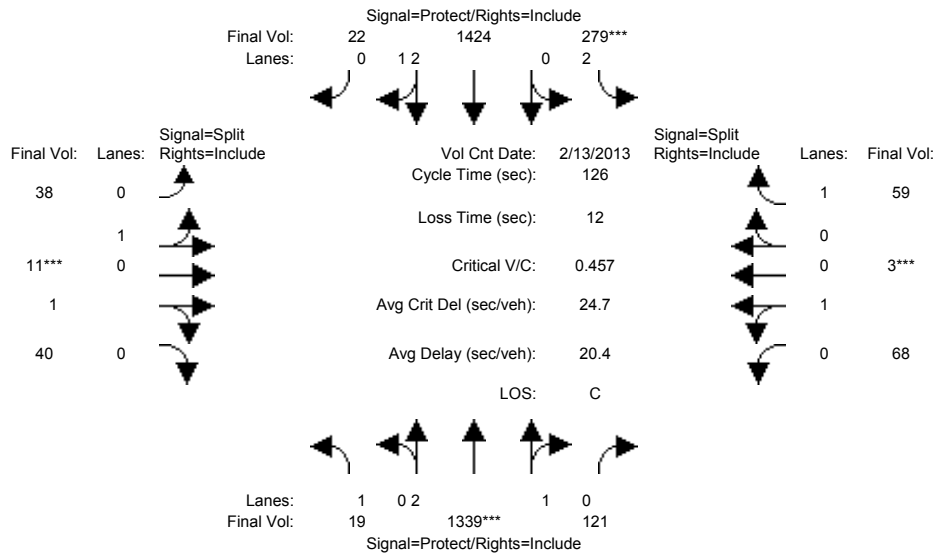 Signal=Protect/Rights=Include
Final Vol: 22 1424 279***
Lanes: 0 1 2 0 2
Signal=Split
Final Vol: Lanes: Rights=Include
Vol Cnt Date: 2/13/2013
Signal=Split
Rights=Include Lanes: Final Vol:
Cycle Time (sec): 126
38 0
1 59
Loss Time (sec): 12
1
0
11*** 0
Critical V/C: 0.457
0 3***
1
Avg Crit Del (sec/veh): 24.7
1
40 0
Avg Delay (sec/veh): 20.4
0 68
LOS: C
Lanes: 1 0 2 1 0
Final Vol: 19 1339*** 121
Signal=Protect/Rights=Include